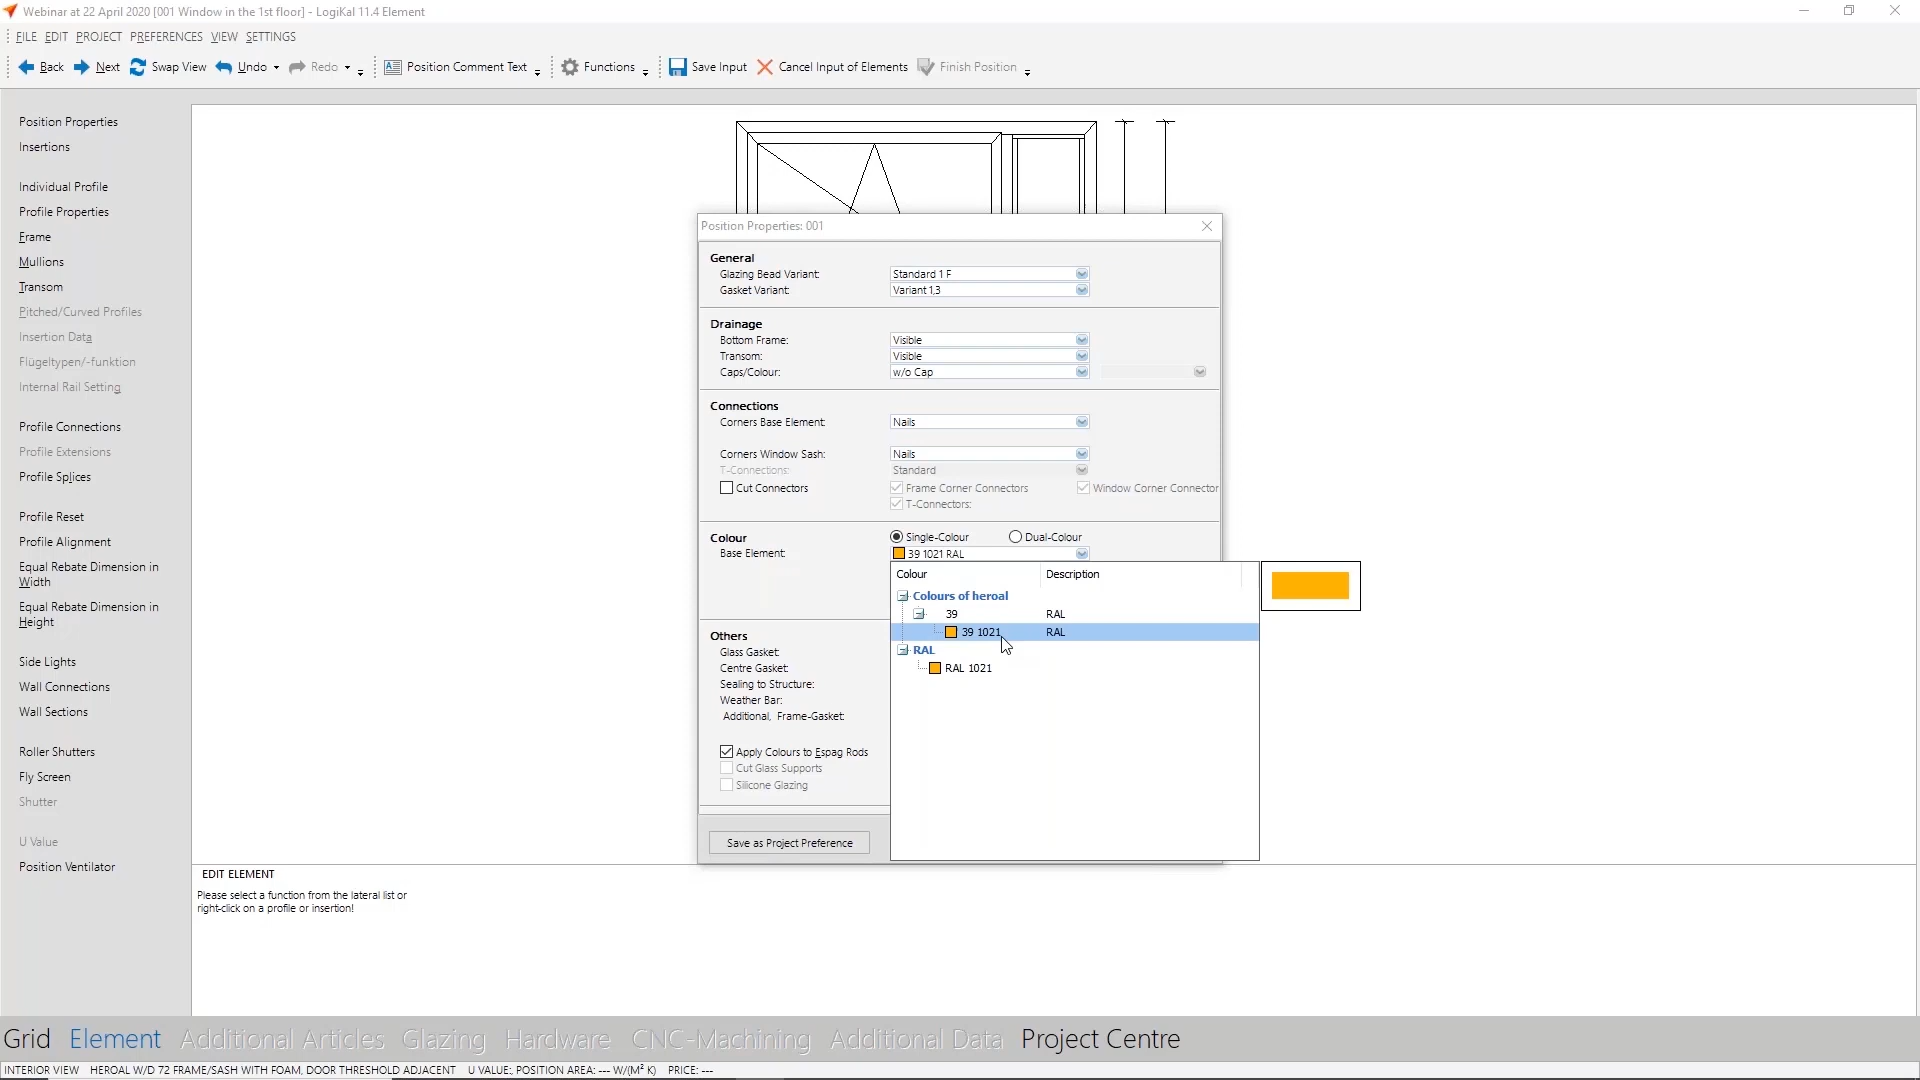 Webinar at 22 April 2020 [001 Window in the 1st floor] - LogiKal 11.4 Element
FILE EDIT PROJECT PREFERENCES VIEW SETTINGS
Back Next Swap View Undo Redo Position Comment Text Functions Save Input Cancel Input of Elements Finish Position
Position Properties
Insertions
Individual Profile
Profile Properties
Frame
Mullions
Transom
Pitched/Curved Profiles
Insertion Data
Flügeltypen/-funktion
Internal Rail Setting
Profile Connections
Profile Extensions
Profile Splices
Profile Reset
Profile Alignment
Equal Rebate Dimension in
Width
Equal Rebate Dimension in
Height
Side Lights
Wall Connections
Wall Sections
Roller Shutters
Fly Screen
Shutter
U Value
Position Ventilator
Position Properties: 001
General
Glazing Bead Variant: Standard 1 F
Gasket Variant: Variant 1,3
Drainage
Bottom Frame: Visible
Transom: Visible
Caps/Colour: w/o Cap
Connections
Corners Base Element: Nails
Corners Window Sash: Nails
T-Connections: Standard
Cut Connectors Frame Corner Connectors Window Corner Connector
T-Connectors:
Colour Single-Colour Dual-Colour
Base Element: 39 1021 RAL
Colour Description
Colours of heroal
39 RAL
39 1021 RAL
RAL
RAL 1021
Others
Glass Gasket:
Centre Gasket:
Sealing to Structure:
Weather Bar:
Additional, Frame-Gasket:
Apply Colours to Espag Rods
Cut Glass Supports
Silicone Glazing
Save as Project Preference
EDIT ELEMENT
Please select a function from the lateral list or
right-click on a profile or insertion!
Grid Element Additional Articles Glazing Hardware CNC-Machining Additional Data Project Centre
INTERIOR VIEW HEROAL W/D 72 FRAME/SASH WITH FOAM, DOOR THRESHOLD ADJACENT U VALUE:, POSITION AREA: --- W/(M² K) PRICE: ---